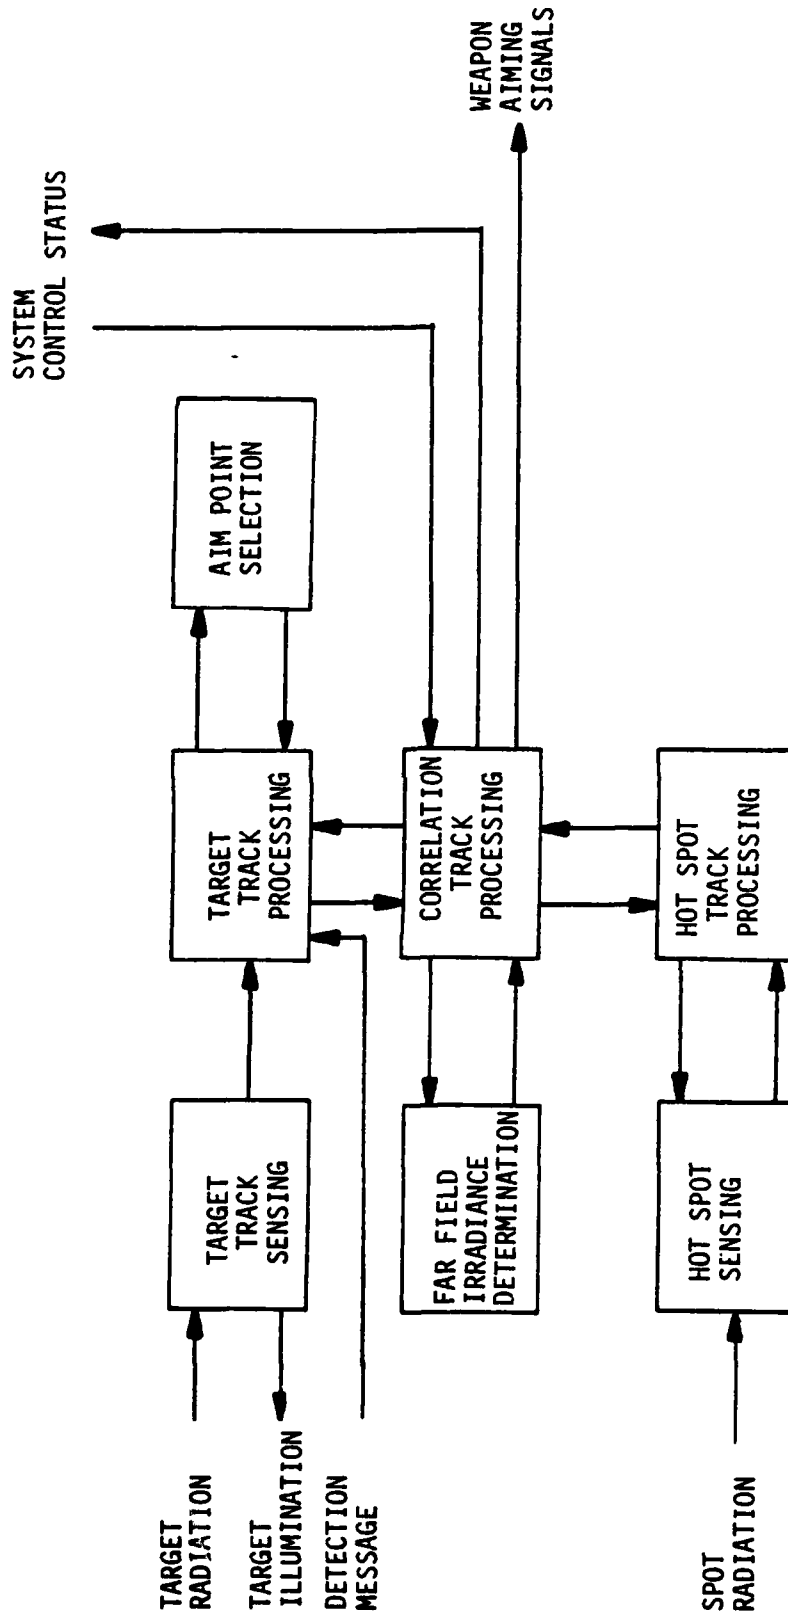 SYSTEM
CONTROL STATUS
AIM POINT
SELECTION
WEAPON
AIMING
SIGNALS
TARGET
TRACK
PROCESSING
CORRELATION
TRACK
PROCESSING
HOT SPOT
TRACK
PROCESSING
TARGET
TRACK
SENSING
FAR FIELD
IRRADIANCE
DETERMINATION
HOT SPOT
SENSING
TARGET
RADIATION
TARGET
ILLUMINATION
DETECTION
MESSAGE
SPOT
RADIATION